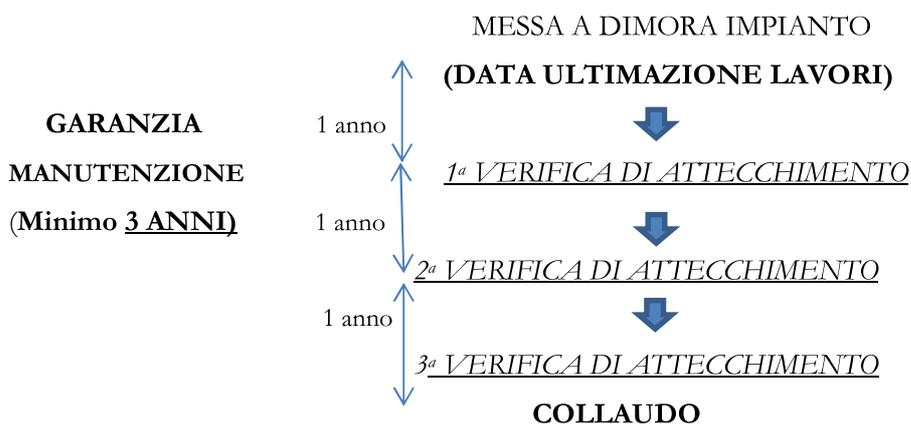 MESSA A DIMORA IMPIANTO
(DATA ULTIMAZIONE LAVORI)
GARANZIA
MANUTENZIONE
(Minimo 3 ANNI)
1 anno
1ª VERIFICA DI ATTECCHIMENTO
1 anno
2ª VERIFICA DI ATTECCHIMENTO
1 anno
3ª VERIFICA DI ATTECCHIMENTO
COLLAUDO